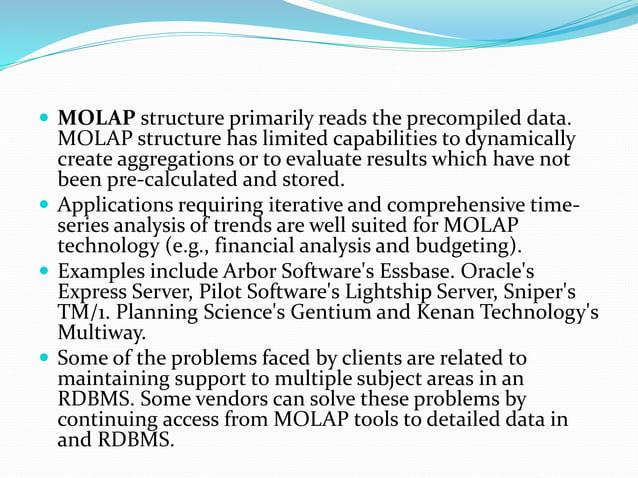 MOLAP structure primarily reads the precompiled data.
MOLAP structure has limited capabilities to dynamically
create aggregations or to evaluate results which have not
been pre-calculated and stored.
Applications requiring iterative and comprehensive time-
series analysis of trends are well suited for MOLAP
technology (e.g., financial analysis and budgeting).
Examples include Arbor Software's Essbase. Oracle's
Express Server, Pilot Software's Lightship Server, Sniper's
TM/1. Planning Science's Gentium and Kenan Technology's
Multiway.
Some of the problems faced by clients are related to
maintaining support to multiple subject areas in an
RDBMS. Some vendors can solve these problems by
continuing access from MOLAP tools to detailed data in
and RDBMS.